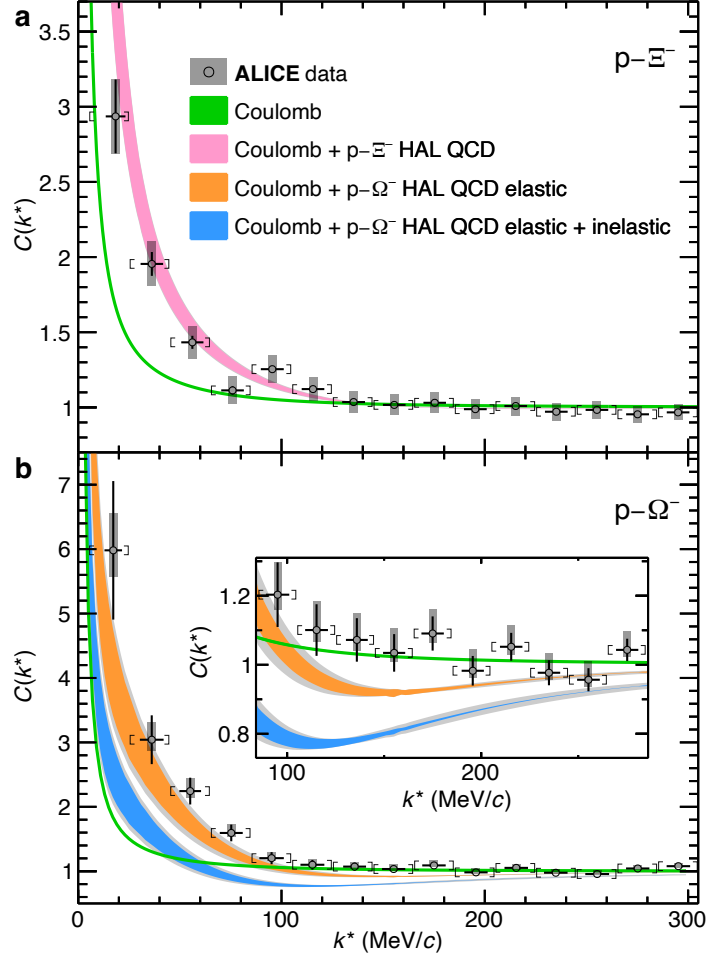 a
p–Ξ⁻
ALICE data
Coulomb
Coulomb + p–Ξ⁻ HAL QCD
Coulomb + p–Ω⁻ HAL QCD elastic
Coulomb + p–Ω⁻ HAL QCD elastic + inelastic
C(k*)
3.5
3
2.5
2
1.5
1
b
p–Ω⁻
C(k*)
7
6
5
4
3
2
1
C(k*)
1.2
1
0.8
100
200
k* (MeV/c)
0
100
200
300
k* (MeV/c)